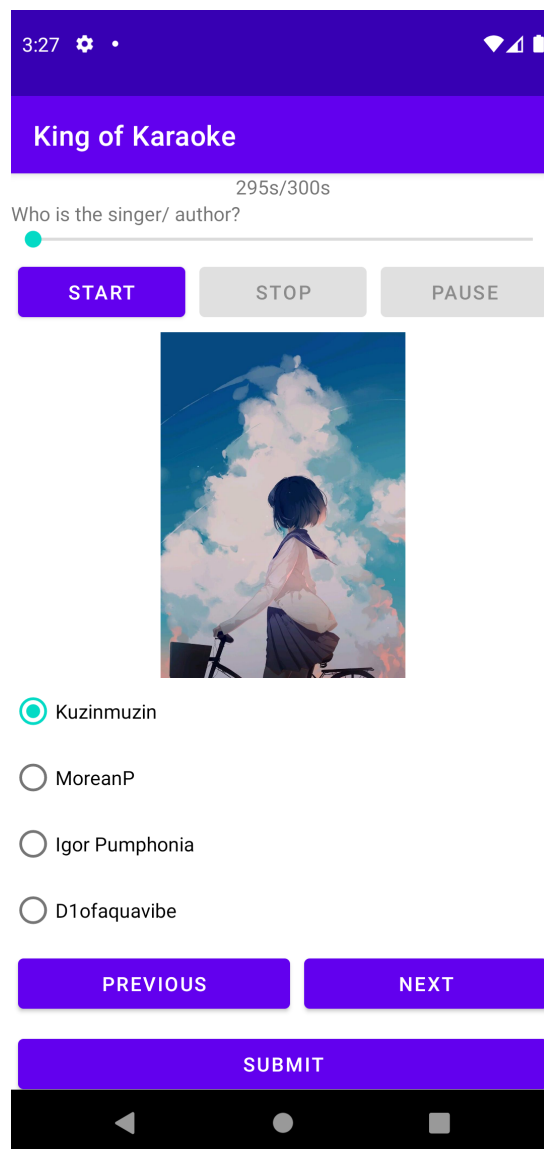 3:27
King of Karaoke
295s/300s
Who is the singer/ author?
START STOP PAUSE
Kuzinmuzin
MoreanP
Igor Pumphonia
D1ofaquavibe
PREVIOUS NEXT
SUBMIT